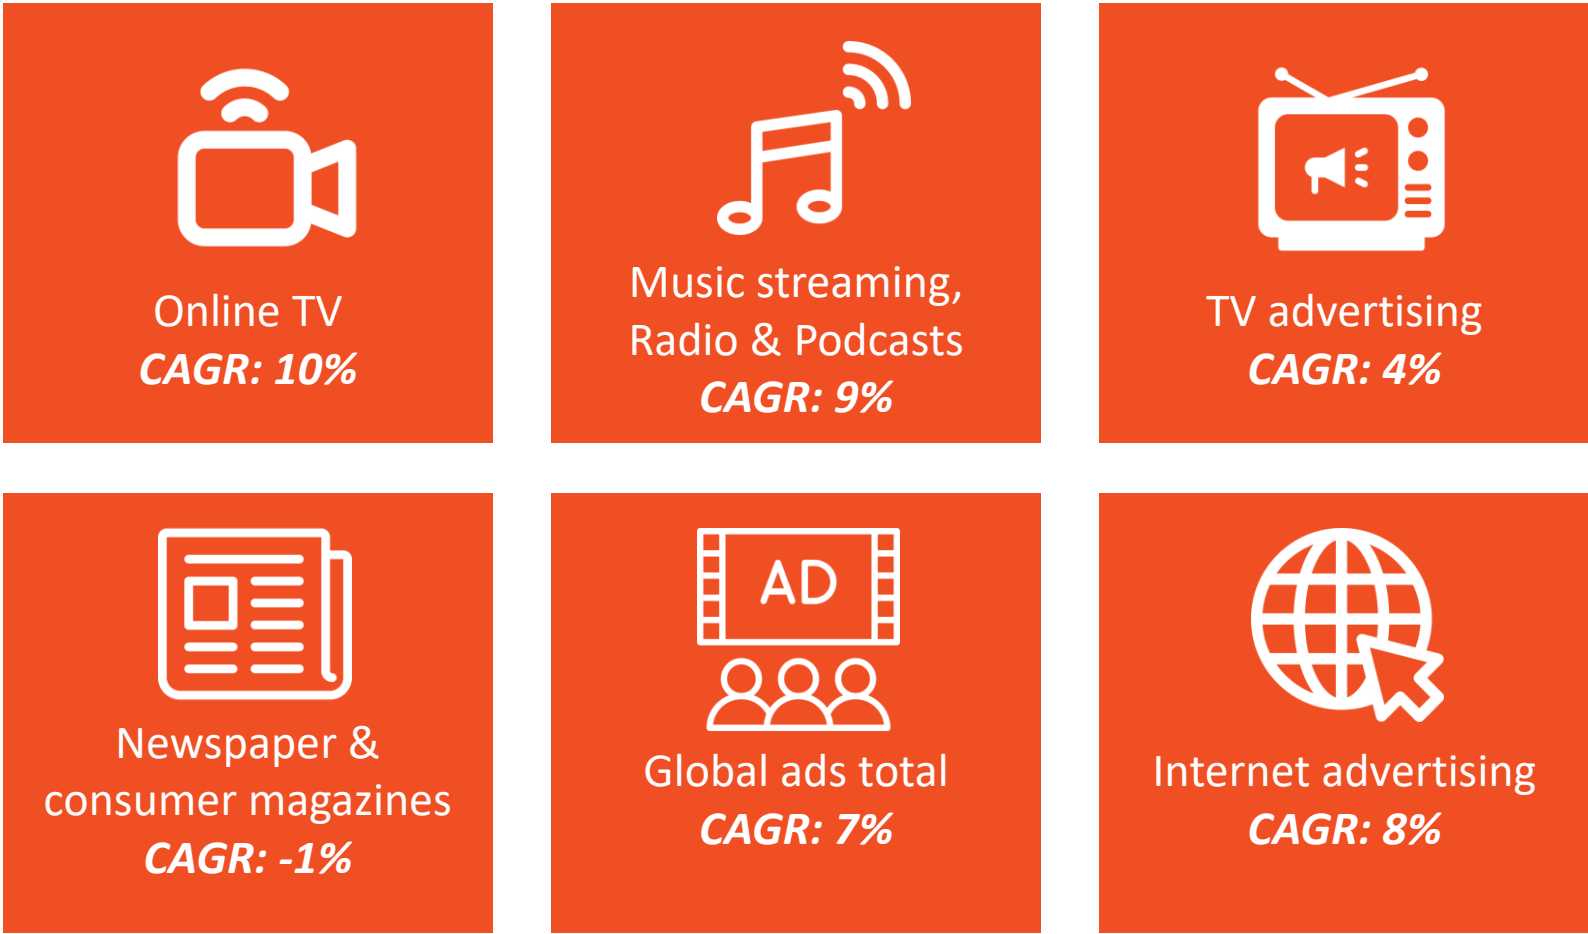 Online TV
CAGR: 10%
Music streaming,
Radio & Podcasts
CAGR: 9%
TV advertising
CAGR: 4%
Newspaper &
consumer magazines
CAGR: -1%
AD
Global ads total
CAGR: 7%
Internet advertising
CAGR: 8%